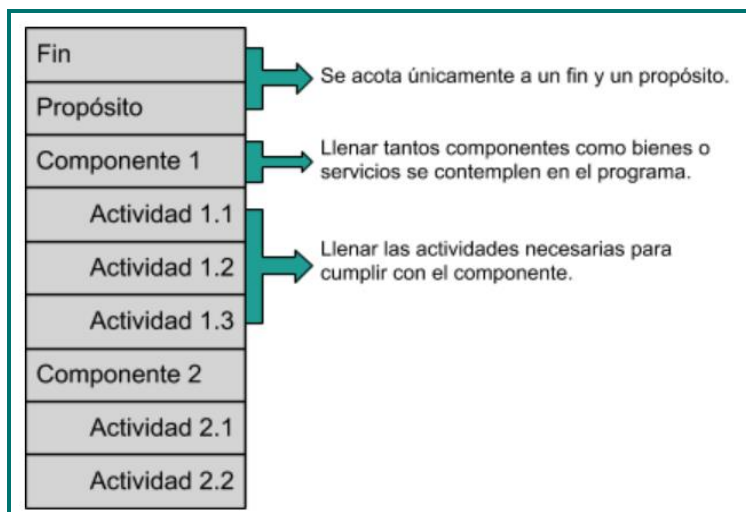 Fin
Se acota únicamente a un fin y un propósito.
Propósito
Componente 1
Llenar tantos componentes como bienes o
servicios se contemplen en el programa.
Actividad 1.1
Actividad 1.2
Llenar las actividades necesarias para
cumplir con el componente.
Actividad 1.3
Componente 2
Actividad 2.1
Actividad 2.2